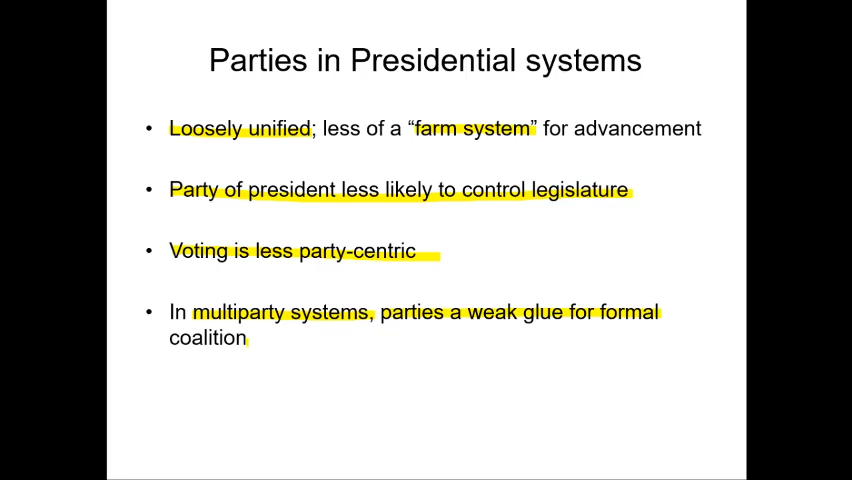 Parties in Presidential systems
• Loosely unified; less of a “farm system” for advancement
• Party of president less likely to control legislature
• Voting is less party-centric
• In multiparty systems, parties a weak glue for formal
coalition